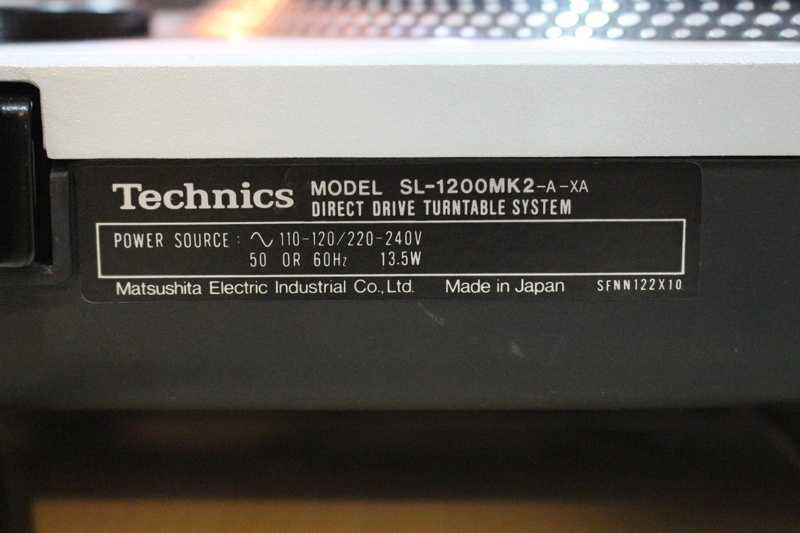 Technics MODEL SL-1200MK2-A-XA
DIRECT DRIVE TURNTABLE SYSTEM
POWER SOURCE : ∿ 110-120/220-240V
50 OR 60Hz 13.5W
Matsushita Electric Industrial Co., Ltd. Made in Japan SFNN122X10